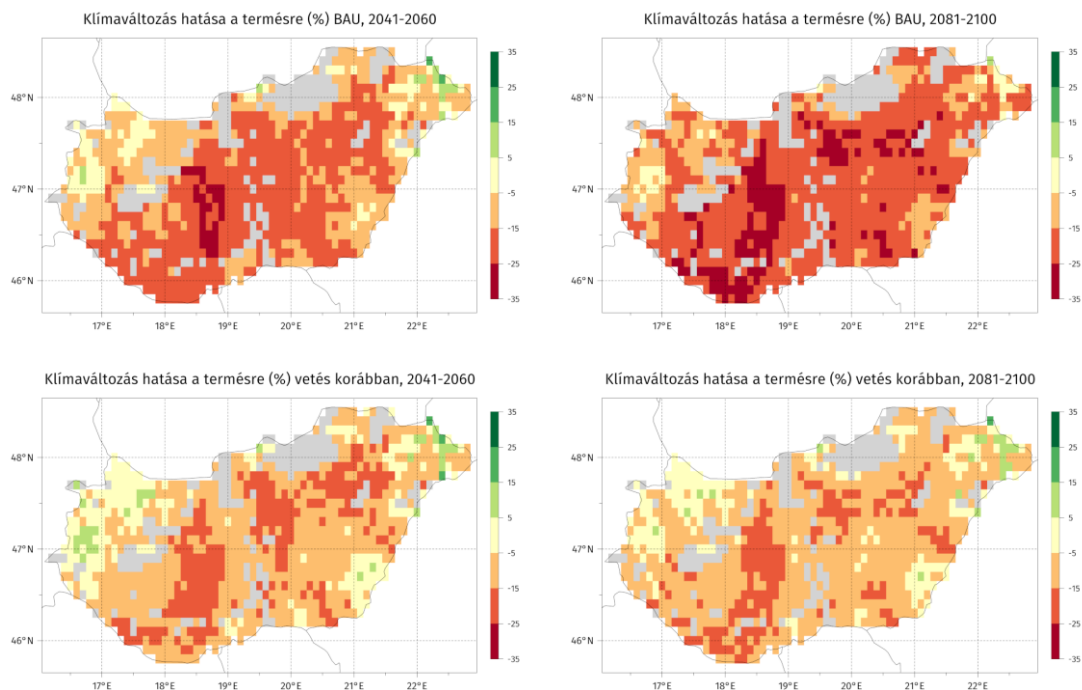 Klímaváltozás hatása a termésre (%) BAU, 2041-2060
35
25
15
5
-5
-15
-25
-35
48°N
47°N
46°N
17°E
18°E
19°E
20°E
21°E
22°E
Klímaváltozás hatása a termésre (%) BAU, 2081-2100
35
25
15
5
-5
-15
-25
-35
48°N
47°N
46°N
17°E
18°E
19°E
20°E
21°E
22°E
Klímaváltozás hatása a termésre (%) vetés korábban, 2041-2060
35
25
15
5
-5
-15
-25
-35
48°N
47°N
46°N
17°E
18°E
19°E
20°E
21°E
22°E
Klímaváltozás hatása a termésre (%) vetés korábban, 2081-2100
35
25
15
5
-5
-15
-25
-35
48°N
47°N
46°N
17°E
18°E
19°E
20°E
21°E
22°E